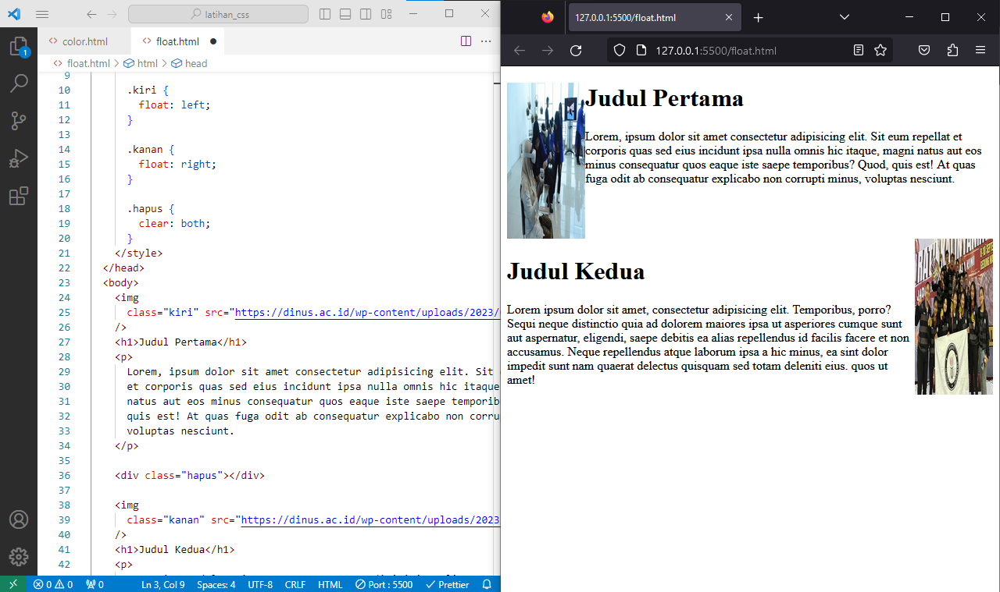 latihan_css
color.html
float.html
float.html > html > head
9
10 .kiri {
11 float: left;
12 }
13
14 .kanan {
15 float: right;
16 }
17
18 .hapus {
19 clear: both;
20 }
21 </style>
22 </head>
23 <body>
24 <img
25 class="kiri" src="https://dinus.ac.id/wp-content/uploads/2023/
26 />
27 <h1>Judul Pertama</h1>
28 <p>
29 Lorem, ipsum dolor sit amet consectetur adipisicing elit. Sit
30 et corporis quas sed eius incidunt ipsa nulla omnis hic itaque
31 natus aut eos minus consequatur quos eaque iste saepe temporib
32 quis est! At quas fuga odit ab consequatur explicabo non corru
33 voluptas nesciunt.
34 </p>
35
36 <div class="hapus"></div>
37
38 <img
39 class="kanan" src="https://dinus.ac.id/wp-content/uploads/2023
40 />
41 <h1>Judul Kedua</h1>
42 <p>
1
0 0 0 Ln 3, Col 9 Spaces: 4 UTF-8 CRLF HTML Port : 5500 Prettier
127.0.0.1:5500/float.html
127.0.0.1:5500/float.html
Judul Pertama
Lorem, ipsum dolor sit amet consectetur adipisicing elit. Sit eum repellat et
corporis quas sed eius incidunt ipsa nulla omnis hic itaque, magni natus aut eos
minus consequatur quos eaque iste saepe temporibus? Quod, quis est! At quas
fuga odit ab consequatur explicabo non corrupti minus, voluptas nesciunt.
Judul Kedua
Lorem ipsum dolor sit amet, consectetur adipisicing elit. Temporibus, porro?
Sequi neque distinctio quia ad dolorem maiores ipsa ut asperiores cumque sunt
aut aspernatur, eligendi, saepe debitis ea alias repellendus id facilis facere et non
accusamus. Neque repellendus atque laborum ipsa a hic minus, ea sint dolor
impedit sunt nam quaerat delectus quisquam sed totam deleniti eius. quos ut
amet!